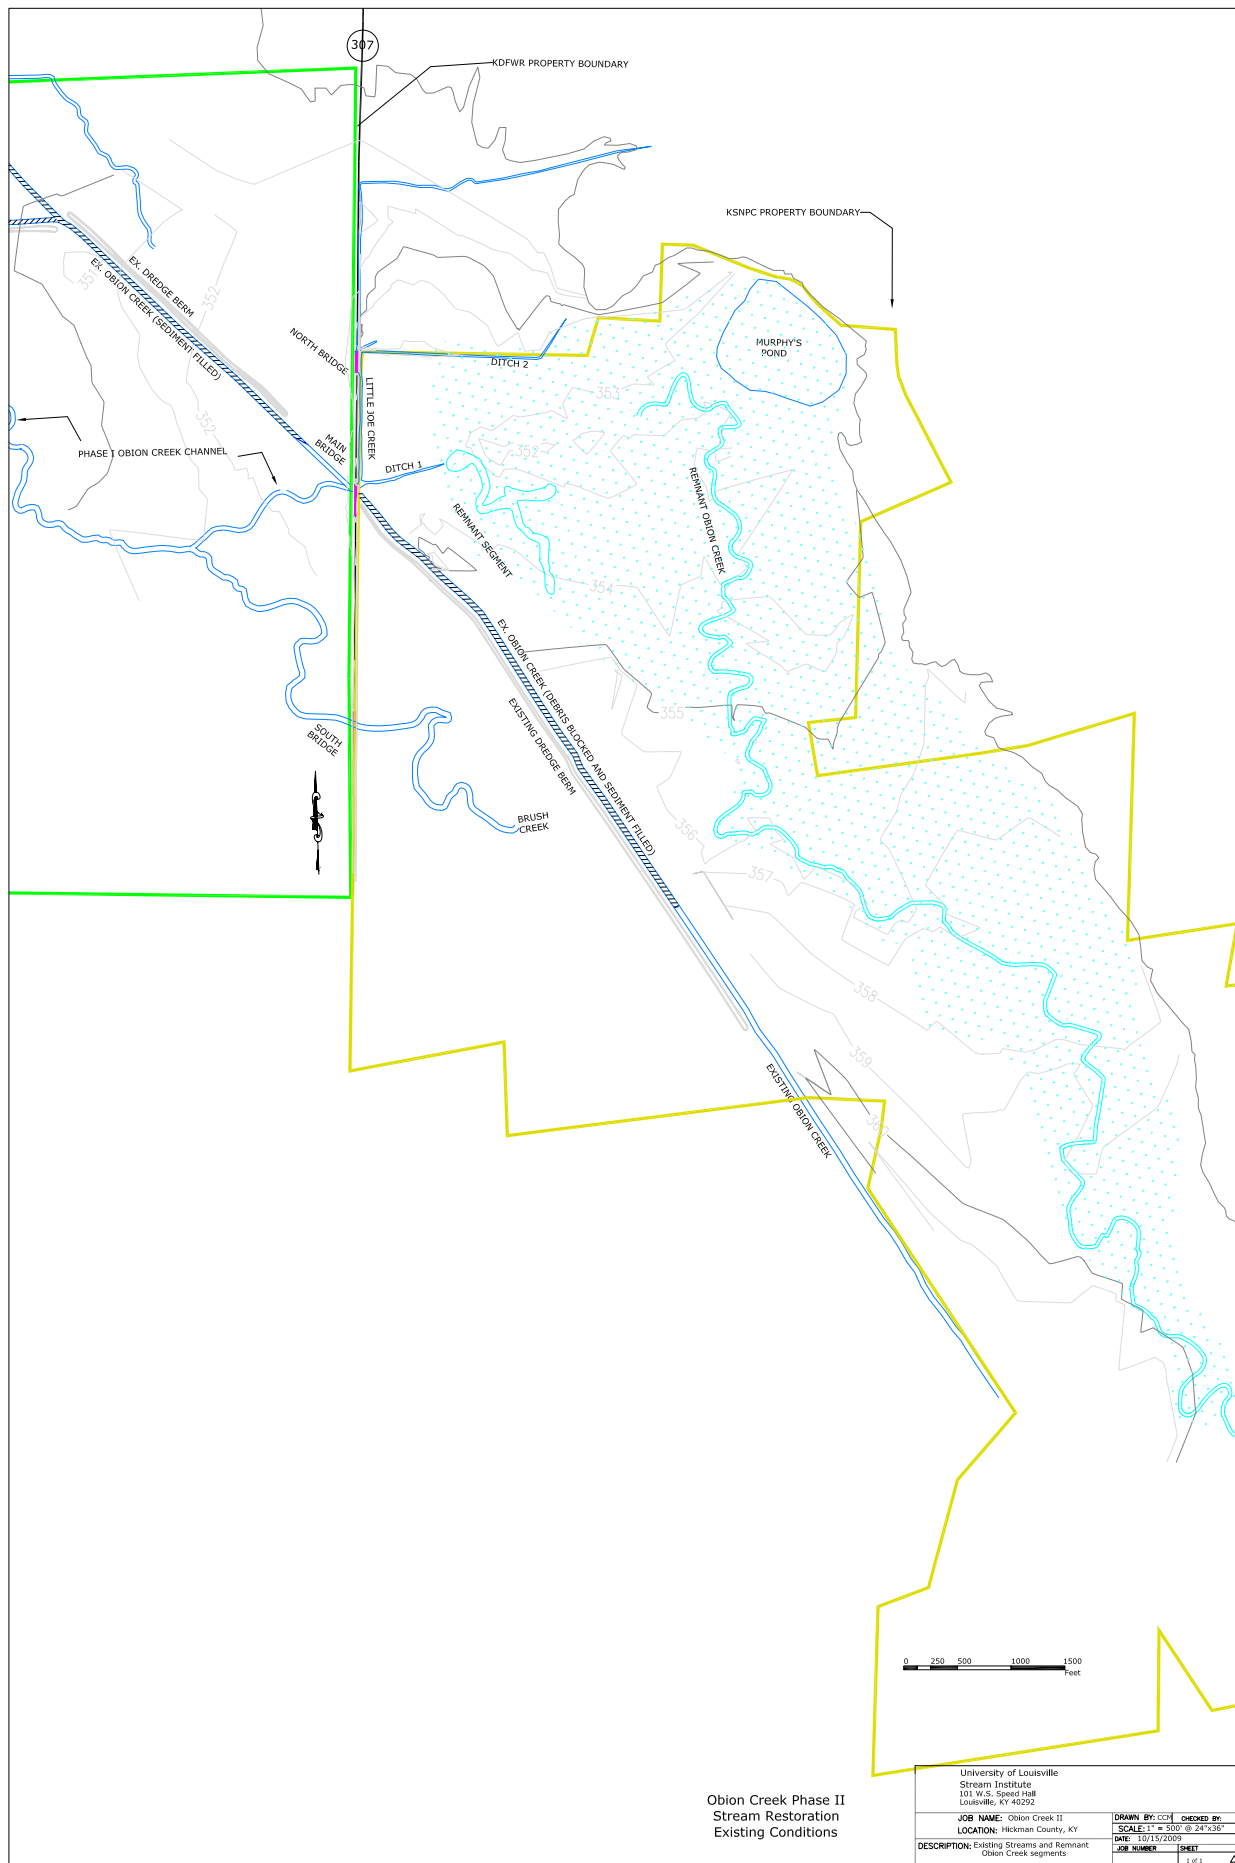 307
KDFWR PROPERTY BOUNDARY
KSNPC PROPERTY BOUNDARY
351
352
EX. DREDGE BERM
EX. OBION CREEK (SEDIMENT FILLED)
NORTH BRIDGE
MURPHY'S
POND
DITCH 2
LITTLE JOE CREEK
353
352
352
MAIN
BRIDGE
PHASE I OBION CREEK CHANNEL
DITCH 1
REMNANT OBION CREEK
REMNANT SEGMENT
354
EX. OBION CREEK (DEBRIS BLOCKED AND SEDIMENT FILLED)
355
EXISTING DREDGE BERM
SOUTH
BRIDGE
BRUSH
CREEK
356
357
358
359
EXISTING OBION CREEK
360
0 250 500 1000 1500
Feet
Obion Creek Phase II
Stream Restoration
Existing Conditions
University of Louisville
Stream Institute
101 W.S. Speed Hall
Louisville, KY 40292
JOB NAME: Obion Creek II
LOCATION: Hickman County, KY
DESCRIPTION: Existing Streams and Remnant
Obion Creek segments
DRAWN BY: CCM CHECKED BY:
SCALE: 1" = 500' @ 24"x36"
DATE: 10/15/2009
JOB NUMBER SHEET
1 of 1